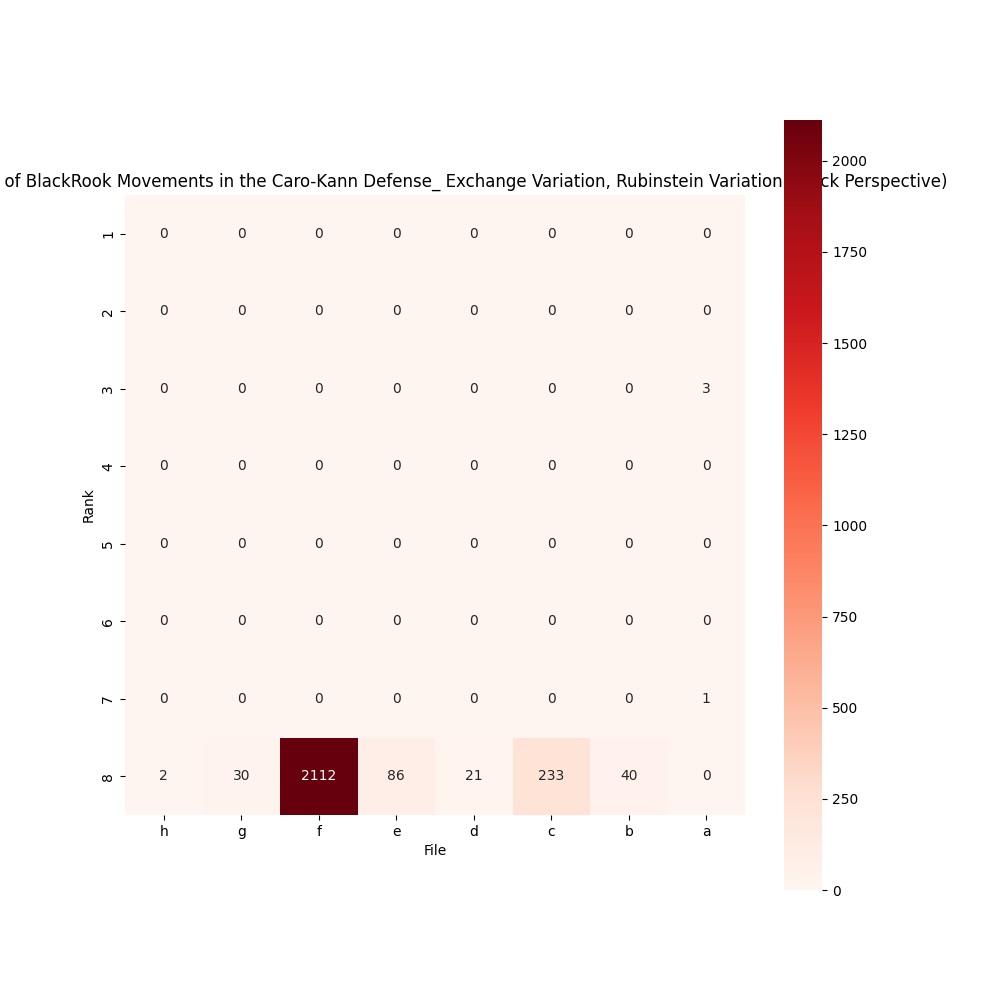 of BlackRook Movements in the Caro-Kann Defense_ Exchange Variation, Rubinstein Variation ck Perspective)
2000
1750
1500
1250
1000
750
500
250
0
Rank
1 0 0 0 0 0 0 0 0
2 0 0 0 0 0 0 0 0
3 0 0 0 0 0 0 0 3
4 0 0 0 0 0 0 0 0
5 0 0 0 0 0 0 0 0
6 0 0 0 0 0 0 0 0
7 0 0 0 0 0 0 0 1
8 2 30 2112 86 21 233 40 0
h g f e d c b a
File